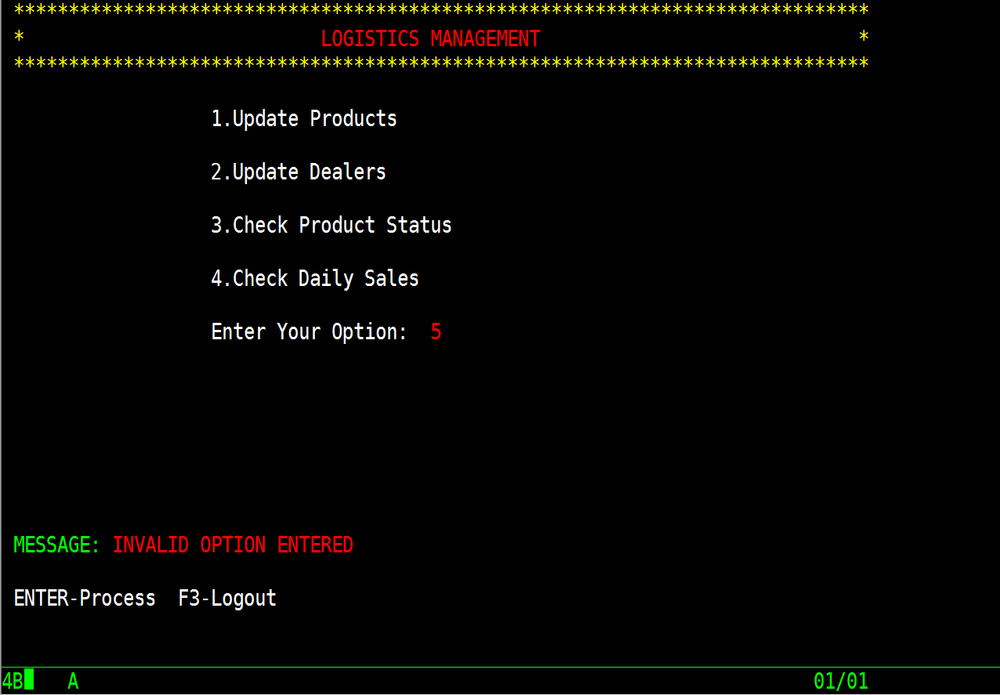 ******************************************************************************
* LOGISTICS MANAGEMENT *
******************************************************************************
1.Update Products
2.Update Dealers
3.Check Product Status
4.Check Daily Sales
Enter Your Option: 5
MESSAGE: INVALID OPTION ENTERED
ENTER-Process F3-Logout
4B A 01/01